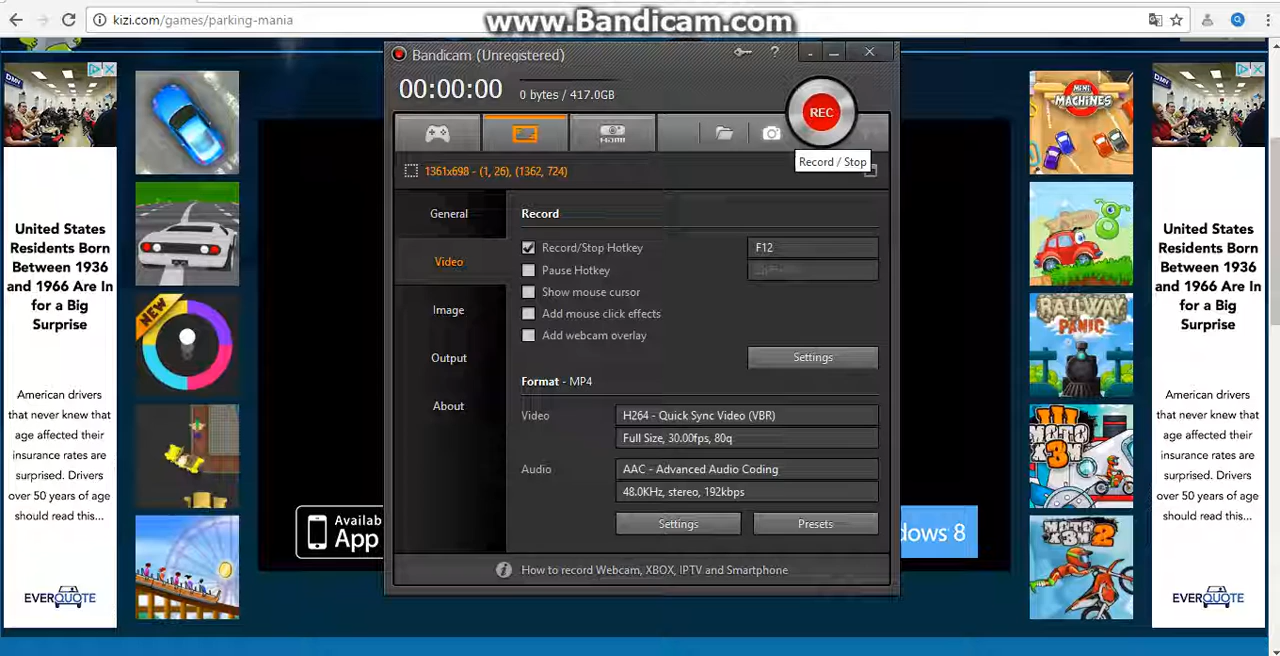 kizi.com/games/parking-mania
www.Bandicam.com
Bandicam (Unregistered)
?
00:00:00
0 bytes / 417.0GB
REC
HDMI
Record / Stop
1361x698 - (1, 26), (1362, 724)
General
Video
Image
Output
About
Record
Record/Stop Hotkey
F12
Pause Hotkey
Show mouse cursor
Add mouse click effects
Add webcam overlay
Settings
Format - MP4
Video
H264 - Quick Sync Video (VBR)
Full Size, 30.00fps, 80q
Audio
AAC - Advanced Audio Coding
48.0KHz, stereo, 192kbps
Settings
Presets
How to record Webcam, XBOX, IPTV and Smartphone
DMV
United States
Residents Born
Between 1936
and 1966 Are In
for a Big
Surprise
American drivers
that never knew that
age affected their
insurance rates are
surprised. Drivers
over 50 years of age
should read this...
EVERQUOTE
NEW
Availab
App
dows 8
MINI
MACHINES
8
RAILWAY
PANIC
III
MOTO
X3M
MOTO
X3M
2
DMV
United States
Residents Born
Between 1936
and 1966 Are In
for a Big
Surprise
American drivers
that never knew that
age affected their
insurance rates are
surprised. Drivers
over 50 years of age
should read this...
EVERQUOTE